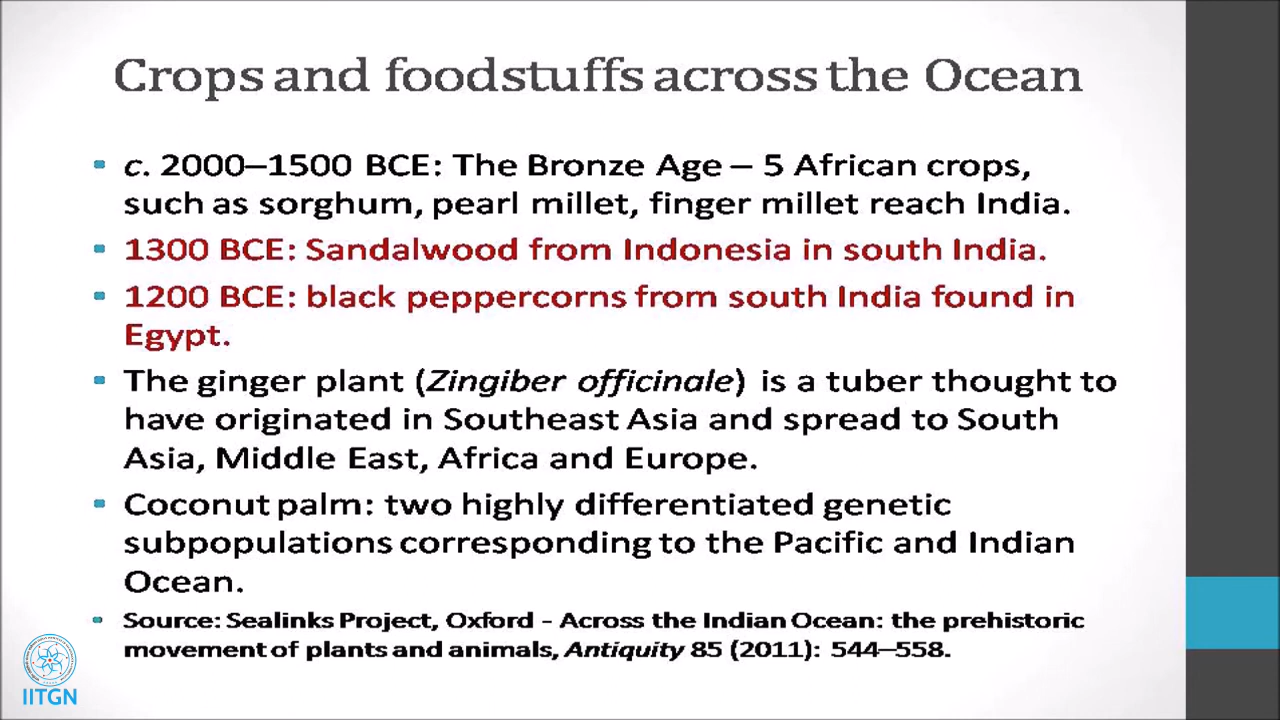 Crops and foodstuffs across the Ocean
c. 2000–1500 BCE: The Bronze Age – 5 African crops,
such as sorghum, pearl millet, finger millet reach India.
1300 BCE: Sandalwood from Indonesia in south India.
1200 BCE: black peppercorns from south India found in
Egypt.
The ginger plant (Zingiber officinale) is a tuber thought to
have originated in Southeast Asia and spread to South
Asia, Middle East, Africa and Europe.
Coconut palm: two highly differentiated genetic
subpopulations corresponding to the Pacific and Indian
Ocean.
Source: Sealinks Project, Oxford - Across the Indian Ocean: the prehistoric
movement of plants and animals, Antiquity 85 (2011): 544–558.
IITGN